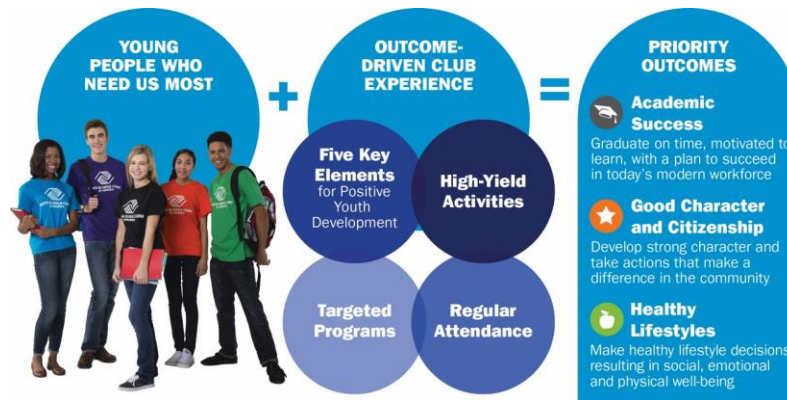 YOUNG
PEOPLE WHO
NEED US MOST
+
OUTCOME-
DRIVEN CLUB
EXPERIENCE
Five Key
Elements
for Positive
Youth
Development
High-Yield
Activities
Targeted
Programs
Regular
Attendance
=
PRIORITY
OUTCOMES
Academic
Success
Graduate on time, motivated to
learn, with a plan to succeed
in today's modern workforce
Good Character
and Citizenship
Develop strong character and
take actions that make a
difference in the community
Healthy
Lifestyles
Make healthy lifestyle decisions
resulting in social, emotional
and physical well-being